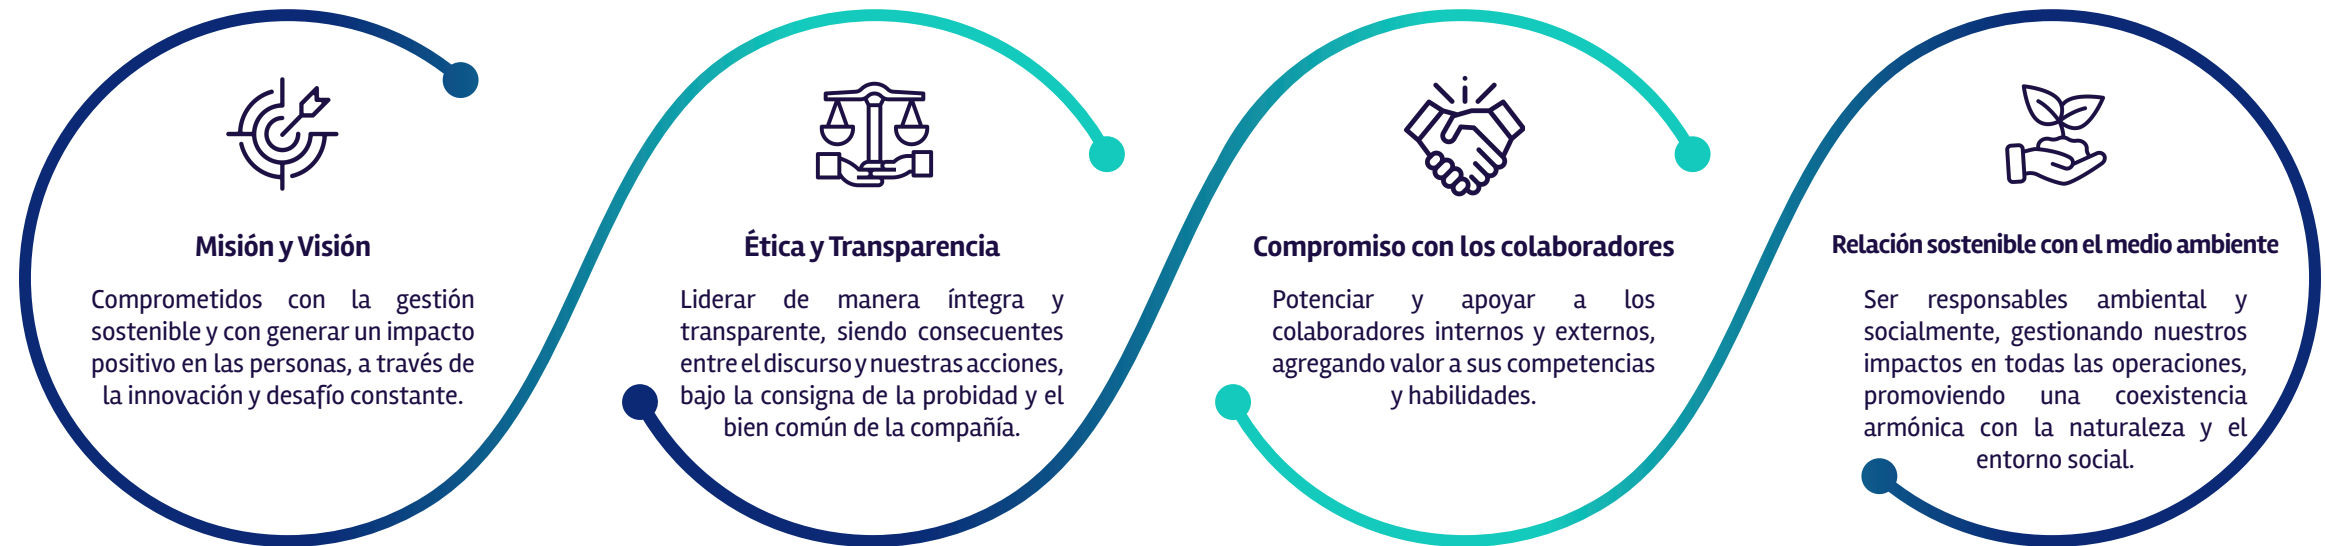 Misión y Visión
Comprometidos con la gestión
sostenible y con generar un impacto
positivo en las personas, a través de
la innovación y desafío constante.
Ética y Transparencia
Liderar de manera íntegra y
transparente, siendo consecuentes
entre el discurso y nuestras acciones,
bajo la consigna de la probidad y el
bien común de la compañía.
Compromiso con los colaboradores
Potenciar y apoyar a los
colaboradores internos y externos,
agregando valor a sus competencias
y habilidades.
Relación sostenible con el medio ambiente
Ser responsables ambiental y
socialmente, gestionando nuestros
impactos en todas las operaciones,
promoviendo una coexistencia
armónica con la naturaleza y el
entorno social.